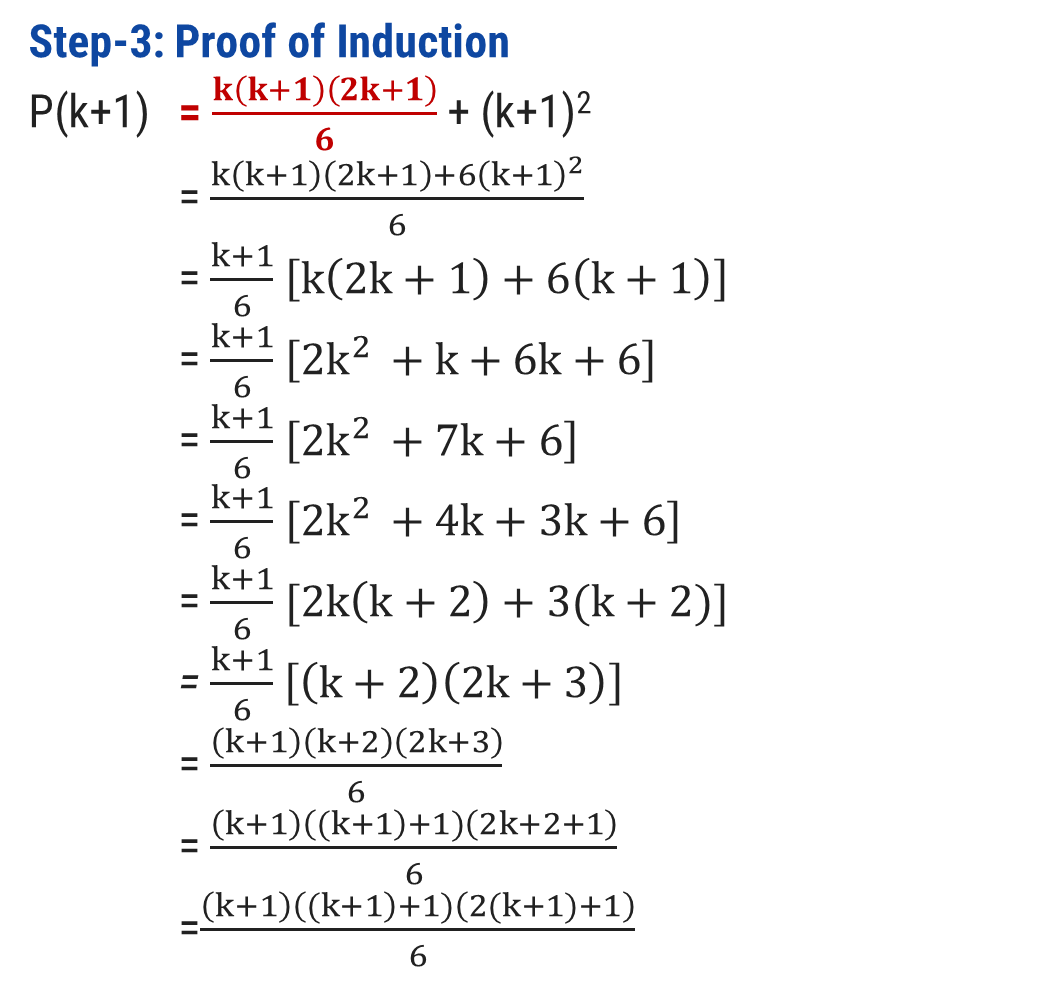 Step-3: Proof of Induction
P(k+1) = k(k+1)(2k+1)/6 + (k+1)²
= k(k+1)(2k+1)+6(k+1)²/6
= k+1/6 [k(2k + 1) + 6(k + 1)]
= k+1/6 [2k² + k + 6k + 6]
= k+1/6 [2k² + 7k + 6]
= k+1/6 [2k² + 4k + 3k + 6]
= k+1/6 [2k(k + 2) + 3(k + 2)]
= k+1/6 [(k + 2)(2k + 3)]
= (k+1)(k+2)(2k+3)/6
= (k+1)((k+1)+1)(2k+2+1)/6
= (k+1)((k+1)+1)(2(k+1)+1)/6